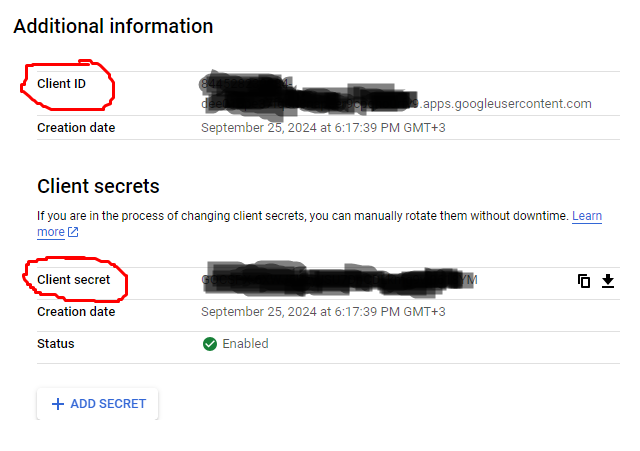 Additional information
Client ID
9.apps.googleusercontent.com
Creation date September 25, 2024 at 6:17:39 PM GMT+3
Client secrets
If you are in the process of changing client secrets, you can manually rotate them without downtime. Learn
more
Client secret
Creation date September 25, 2024 at 6:17:39 PM GMT+3
Status Enabled
+ ADD SECRET